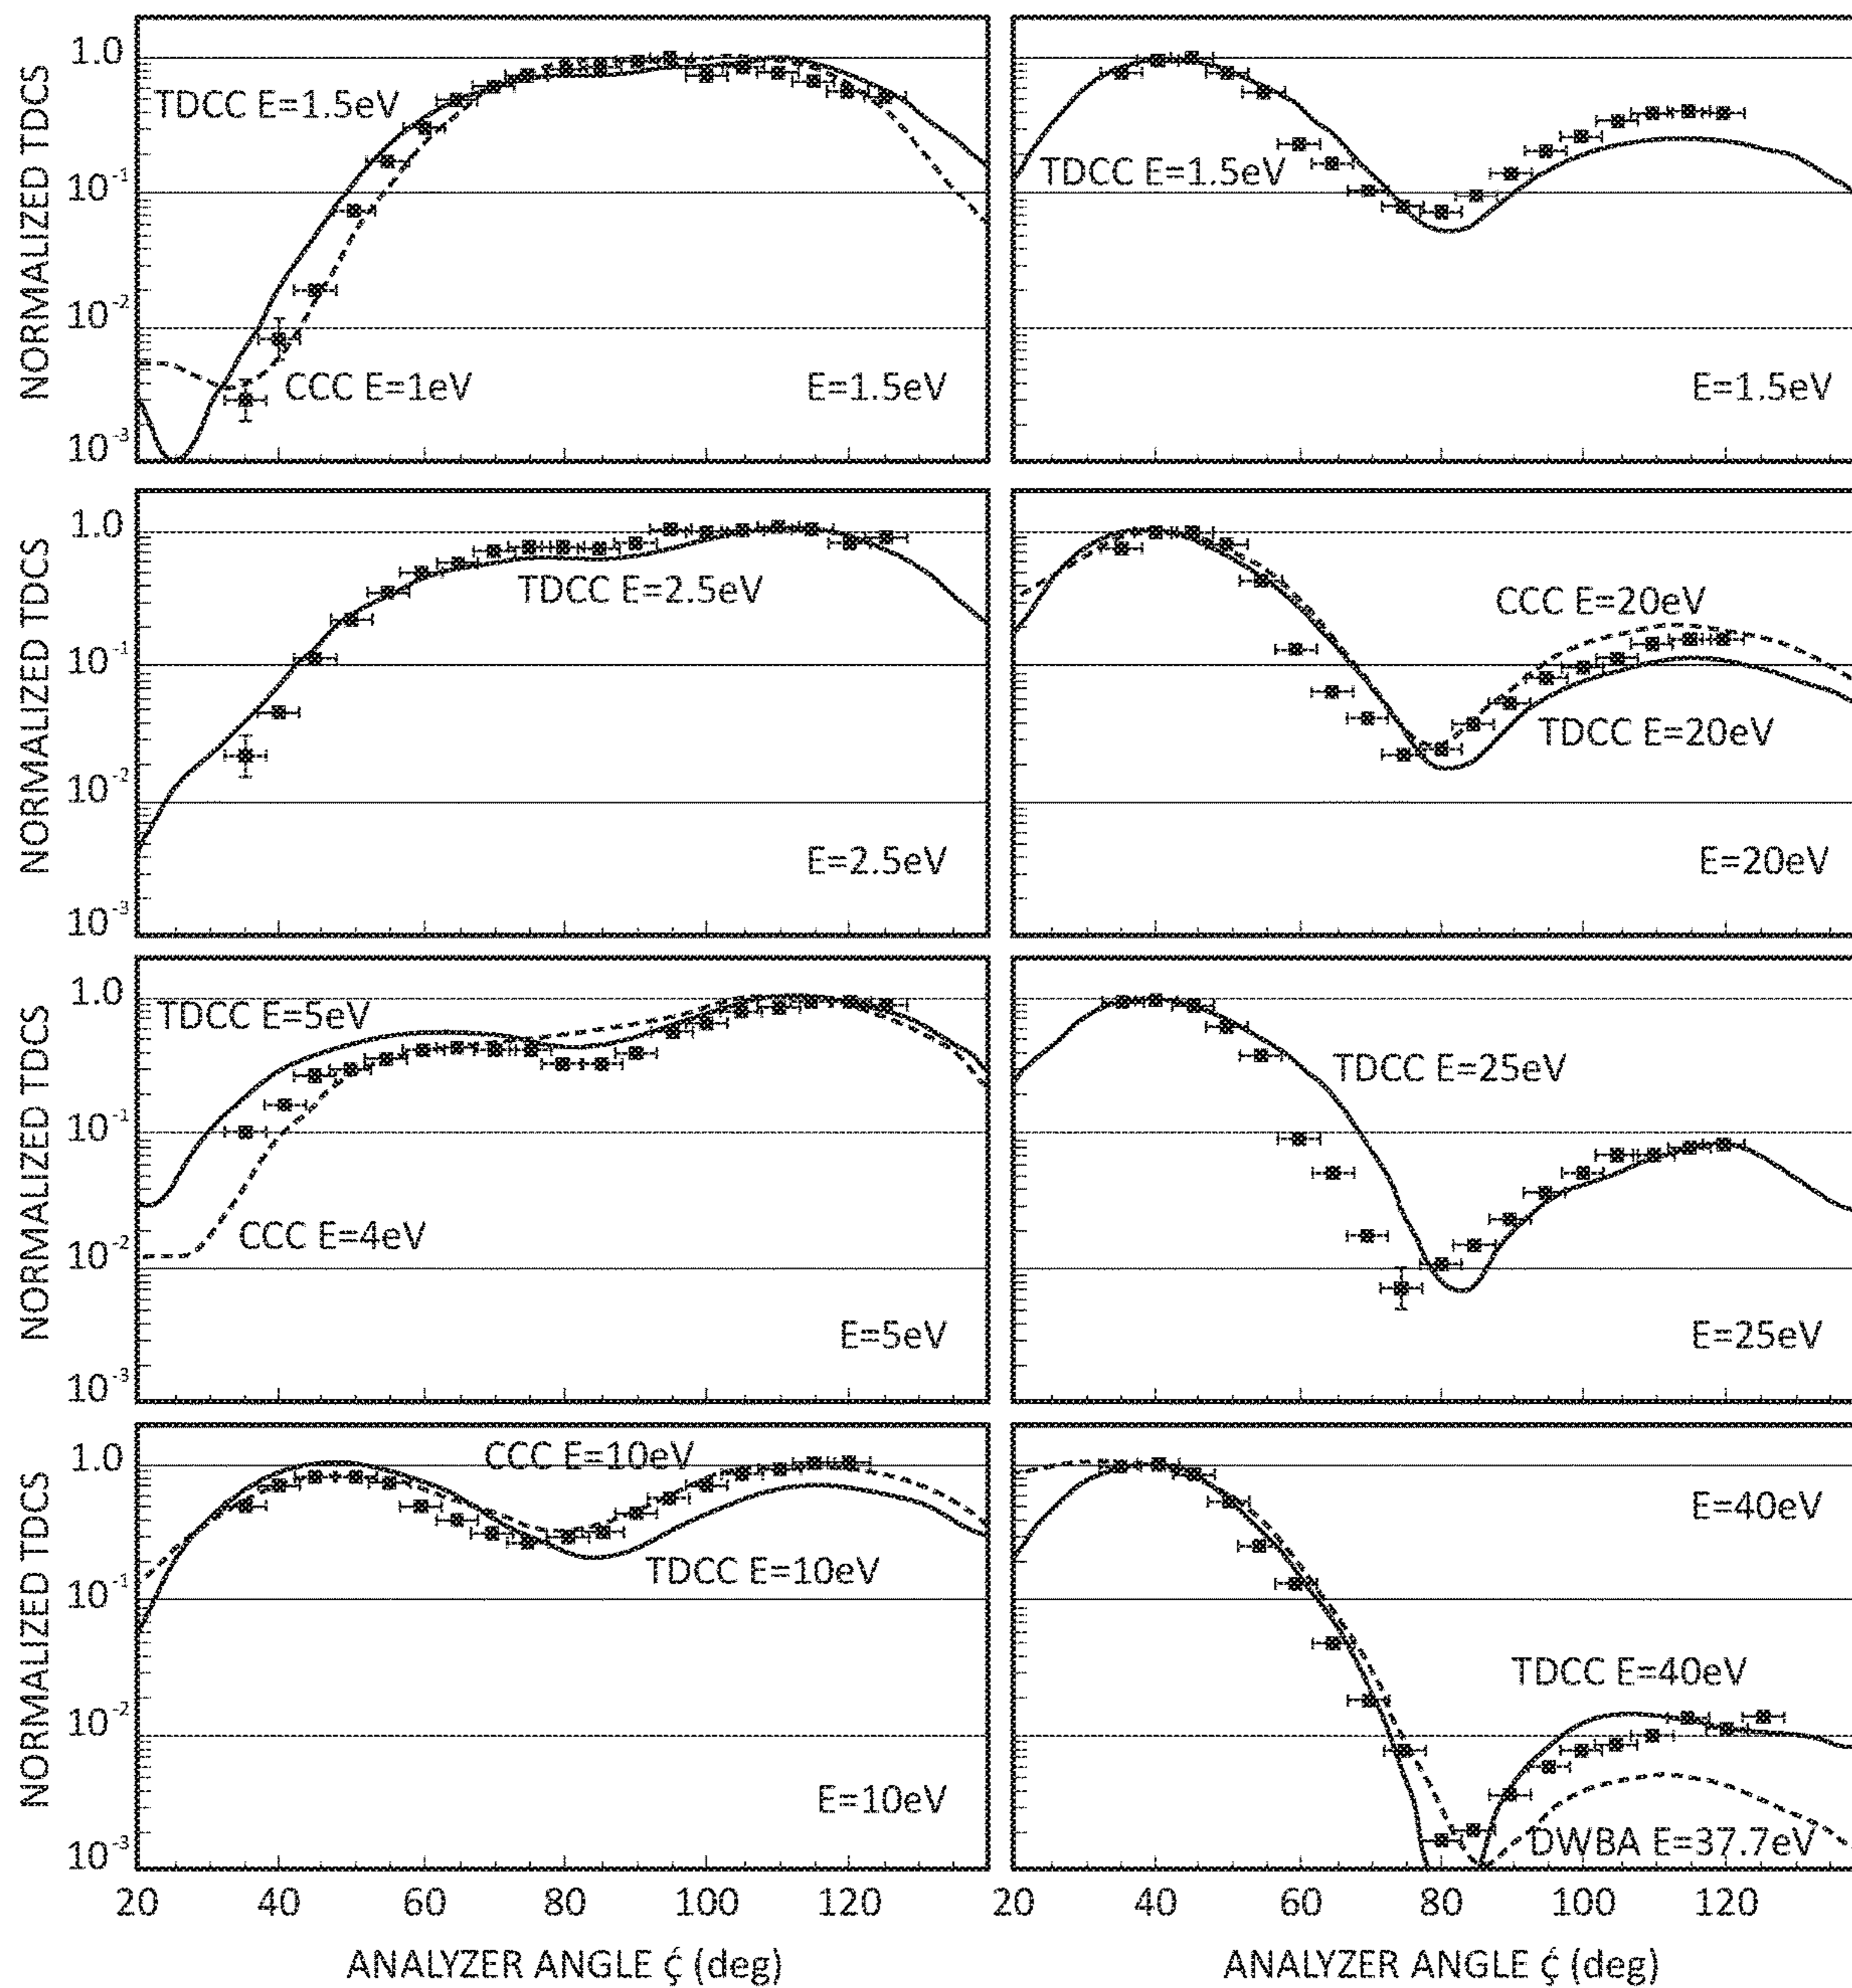 NORMALIZED TDCS
1.0
10-1
10-2
10-3
TDCC E=1.5eV
CCC E=1eV
E=1.5eV
TDCC E=1.5eV
E=1.5eV
NORMALIZED TDCS
1.0
10-1
10-2
10-3
TDCC E=2.5eV
E=2.5eV
CCC E=20eV
TDCC E=20eV
E=20eV
NORMALIZED TDCS
1.0
10-1
10-2
10-3
TDCC E=5eV
CCC E=4eV
E=5eV
TDCC E=25eV
E=25eV
NORMALIZED TDCS
1.0
10-1
10-2
10-3
CCC E=10eV
TDCC E=10eV
E=10eV
E=40eV
TDCC E=40eV
DWBA E=37.7eV
20 40 60 80 100 120
20 40 60 80 100 120
ANALYZER ANGLE ξ́ (deg)
ANALYZER ANGLE ξ́ (deg)